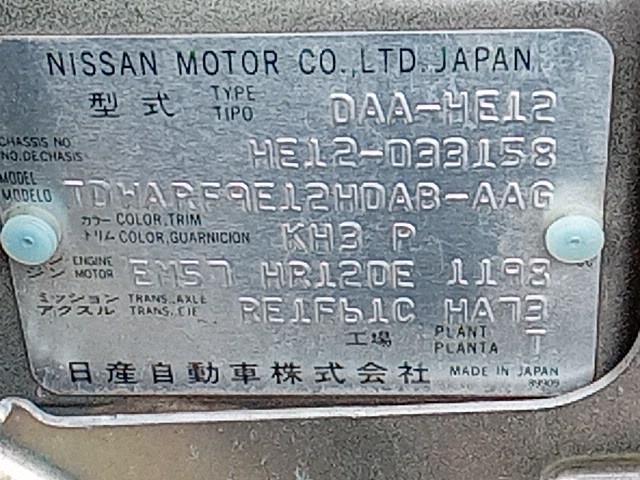 NISSAN MOTOR CO.,LTD. JAPAN
型式 TYPE TIPO DAA-HE12
CHASSIS NO. NO. DE CHASIS HE12-033158
MODEL MODELO TDWARF9E12HDAB-AAG
カラー COLOR,TRIM
トリム COLOR,GUARNICION KH3 P
ENGINE MOTOR EM57 HR12DE 1198
ミッション TRANS.,AXLE
アクスル TRANS.,EJE RE1F61C HA73
工場 PLANT PLANTA T
日産自動車株式会社 MADE IN JAPAN
89909